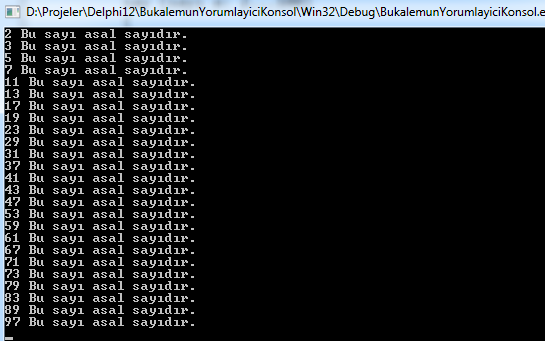 D:\Projeler\Delphi12\BukalemunYorumlayiciKonsol\Win32\Debug\BukalemunYorumlayiciKonsol.e
2 Bu sayı asal sayıdır.
3 Bu sayı asal sayıdır.
5 Bu sayı asal sayıdır.
7 Bu sayı asal sayıdır.
11 Bu sayı asal sayıdır.
13 Bu sayı asal sayıdır.
17 Bu sayı asal sayıdır.
19 Bu sayı asal sayıdır.
23 Bu sayı asal sayıdır.
29 Bu sayı asal sayıdır.
31 Bu sayı asal sayıdır.
37 Bu sayı asal sayıdır.
41 Bu sayı asal sayıdır.
43 Bu sayı asal sayıdır.
47 Bu sayı asal sayıdır.
53 Bu sayı asal sayıdır.
59 Bu sayı asal sayıdır.
61 Bu sayı asal sayıdır.
67 Bu sayı asal sayıdır.
71 Bu sayı asal sayıdır.
73 Bu sayı asal sayıdır.
79 Bu sayı asal sayıdır.
83 Bu sayı asal sayıdır.
89 Bu sayı asal sayıdır.
97 Bu sayı asal sayıdır.